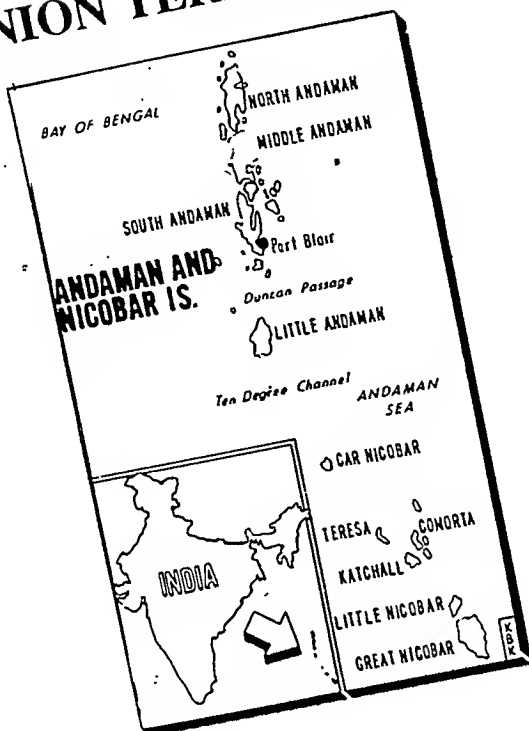 NION TER
BAY OF BENGAL
NORTH ANDAMAN
MIDDLE ANDAMAN
SOUTH ANDAMAN
Port Blair
ANDAMAN AND
NICOBAR IS.
Duncan Passage
LITTLE ANDAMAN
Ten Degree Channel
ANDAMAN
SEA
CAR NICOBAR
TERESA
COMORTA
KATCHALL
LITTLE NICOBAR
GREAT NICOBAR
INDIA
KBK